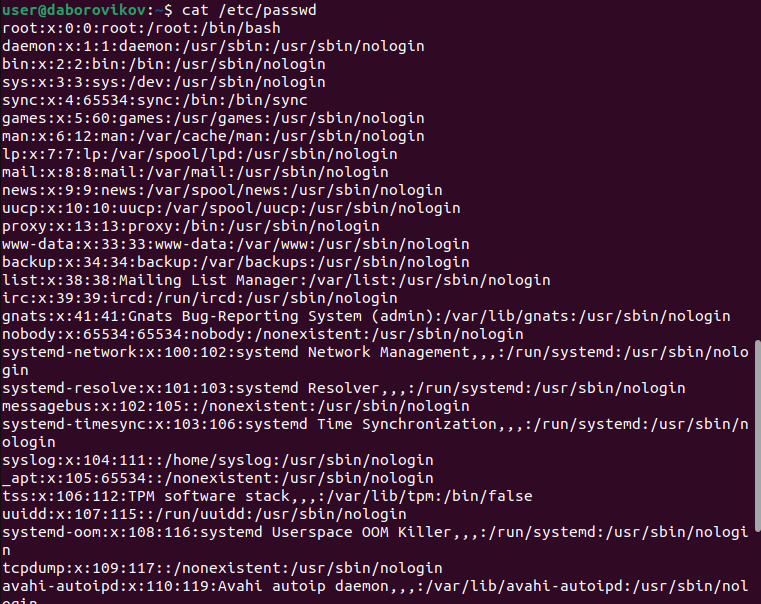 user@daborovikov:~$ cat /etc/passwd
root:x:0:0:root:/root:/bin/bash
daemon:x:1:1:daemon:/usr/sbin:/usr/sbin/nologin
bin:x:2:2:bin:/bin:/usr/sbin/nologin
sys:x:3:3:sys:/dev:/usr/sbin/nologin
sync:x:4:65534:sync:/bin:/bin/sync
games:x:5:60:games:/usr/games:/usr/sbin/nologin
man:x:6:12:man:/var/cache/man:/usr/sbin/nologin
lp:x:7:7:lp:/var/spool/lpd:/usr/sbin/nologin
mail:x:8:8:mail:/var/mail:/usr/sbin/nologin
news:x:9:9:news:/var/spool/news:/usr/sbin/nologin
uucp:x:10:10:uucp:/var/spool/uucp:/usr/sbin/nologin
proxy:x:13:13:proxy:/bin:/usr/sbin/nologin
www-data:x:33:33:www-data:/var/www:/usr/sbin/nologin
backup:x:34:34:backup:/var/backups:/usr/sbin/nologin
list:x:38:38:Mailing List Manager:/var/list:/usr/sbin/nologin
irc:x:39:39:ircd:/run/ircd:/usr/sbin/nologin
gnats:x:41:41:Gnats Bug-Reporting System (admin):/var/lib/gnats:/usr/sbin/nologin
nobody:x:65534:65534:nobody:/nonexistent:/usr/sbin/nologin
systemd-network:x:100:102:systemd Network Management,,,:/run/systemd:/usr/sbin/nolo
gin
systemd-resolve:x:101:103:systemd Resolver,,,:/run/systemd:/usr/sbin/nologin
messagebus:x:102:105::/nonexistent:/usr/sbin/nologin
systemd-timesync:x:103:106:systemd Time Synchronization,,,:/run/systemd:/usr/sbin/n
ologin
syslog:x:104:111::/home/syslog:/usr/sbin/nologin
_apt:x:105:65534::/nonexistent:/usr/sbin/nologin
tss:x:106:112:TPM software stack,,,:/var/lib/tpm:/bin/false
uuidd:x:107:115::/run/uuidd:/usr/sbin/nologin
systemd-oom:x:108:116:systemd Userspace OOM Killer,,,:/run/systemd:/usr/sbin/nologi
n
tcpdump:x:109:117::/nonexistent:/usr/sbin/nologin
avahi-autoipd:x:110:119:Avahi autoip daemon,,,:/var/lib/avahi-autoipd:/usr/sbin/nol
ogin